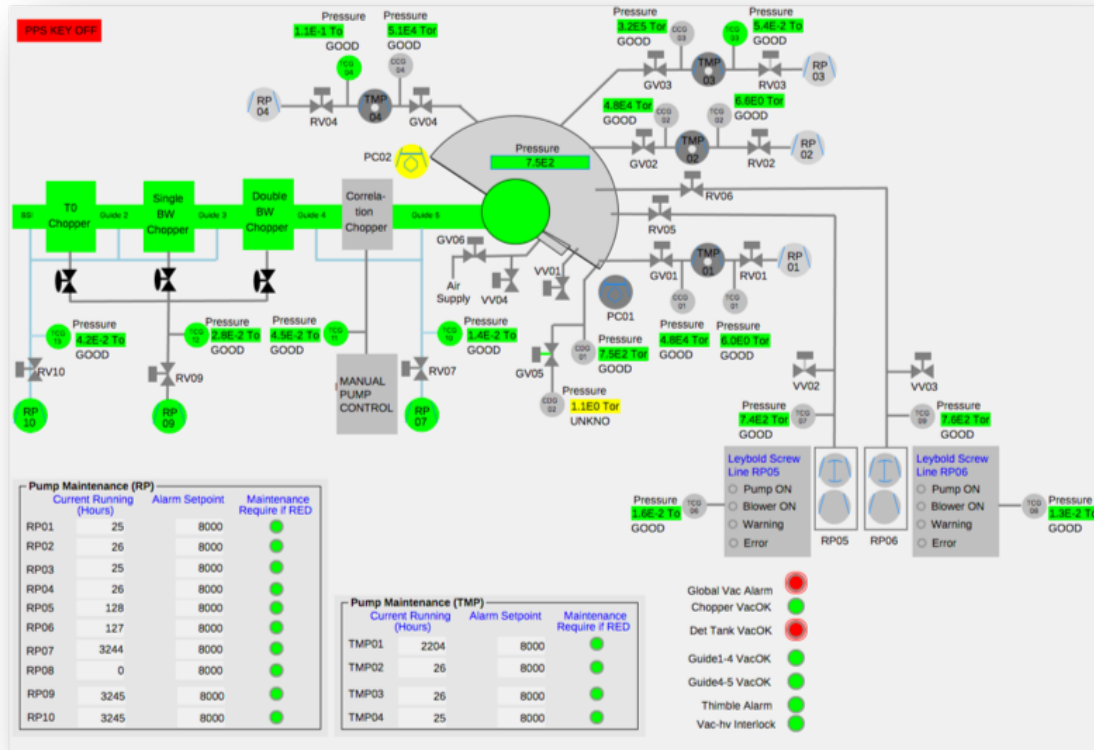 PPS KEY OFF
Pressure
1.1E-1 To
GOOD
Pressure
5.1E4 Tor
GOOD
TCG
04
CCG
04
RP
04
RV04
TMP
04
GV04
Pressure
3.2E5 Tor
GOOD
CCG
03
TCG
03
Pressure
5.4E-2 Tor
GOOD
GV03
TMP
03
RV03
RP
03
4.8E4 Tor
GOOD
CCG
02
TCG
02
6.6E0 Tor
GOOD
GV02
TMP
02
RV02
RP
02
PC02
Pressure
7.5E2
T0
Chopper
Guide 2
Single
BW
Chopper
Guide 3
Double
BW
Chopper
Guide 4
Correla-
tion
Chopper
Guide 5
RV06
RV05
GV06
Air
Supply
VV04
VV01
GV01
TMP
01
RV01
RP
01
CCG
01
TCG
01
PC01
Pressure
4.8E4 Tor
GOOD
Pressure
6.0E0 Tor
GOOD
TCG
13
Pressure
4.2E-2 To
GOOD
TCG
12
Pressure
2.8E-2 To
GOOD
Pressure
4.5E-2 To
GOOD
TCG
11
TCG
10
Pressure
1.4E-2 Tor
GOOD
CDG
01
Pressure
7.5E2 Tor
GOOD
GV05
CDG
02
Pressure
1.1E0 Tor
UNKNO
RV10
RV09
RV07
MANUAL
PUMP
CONTROL
RP
10
RP
09
RP
07
VV02
VV03
Pressure
7.4E2 Tor
GOOD
TCG
07
TCG
09
Pressure
7.6E2 Tor
GOOD
Leybold Screw
Line RP05
Pump ON
Blower ON
Warning
Error
RP05
RP06
Leybold Screw
Line RP06
Pump ON
Blower ON
Warning
Error
Pressure
1.6E-2 Tor
GOOD
TCG
06
TCG
08
Pressure
1.3E-2 To
GOOD
Pump Maintenance (RP)
Current Running
(Hours) Alarm Setpoint Maintenance
Require if RED
RP01 25 8000
RP02 26 8000
RP03 25 8000
RP04 26 8000
RP05 128 8000
RP06 127 8000
RP07 3244 8000
RP08 0 8000
RP09 3245 8000
RP10 3245 8000
Pump Maintenance (TMP)
Current Running
(Hours) Alarm Setpoint Maintenance
Require if RED
TMP01 2204 8000
TMP02 26 8000
TMP03 26 8000
TMP04 25 8000
Global Vac Alarm
Chopper VacOK
Det Tank VacOK
Guide1-4 VacOK
Guide4-5 VacOK
Thimble Alarm
Vac-hv Interlock